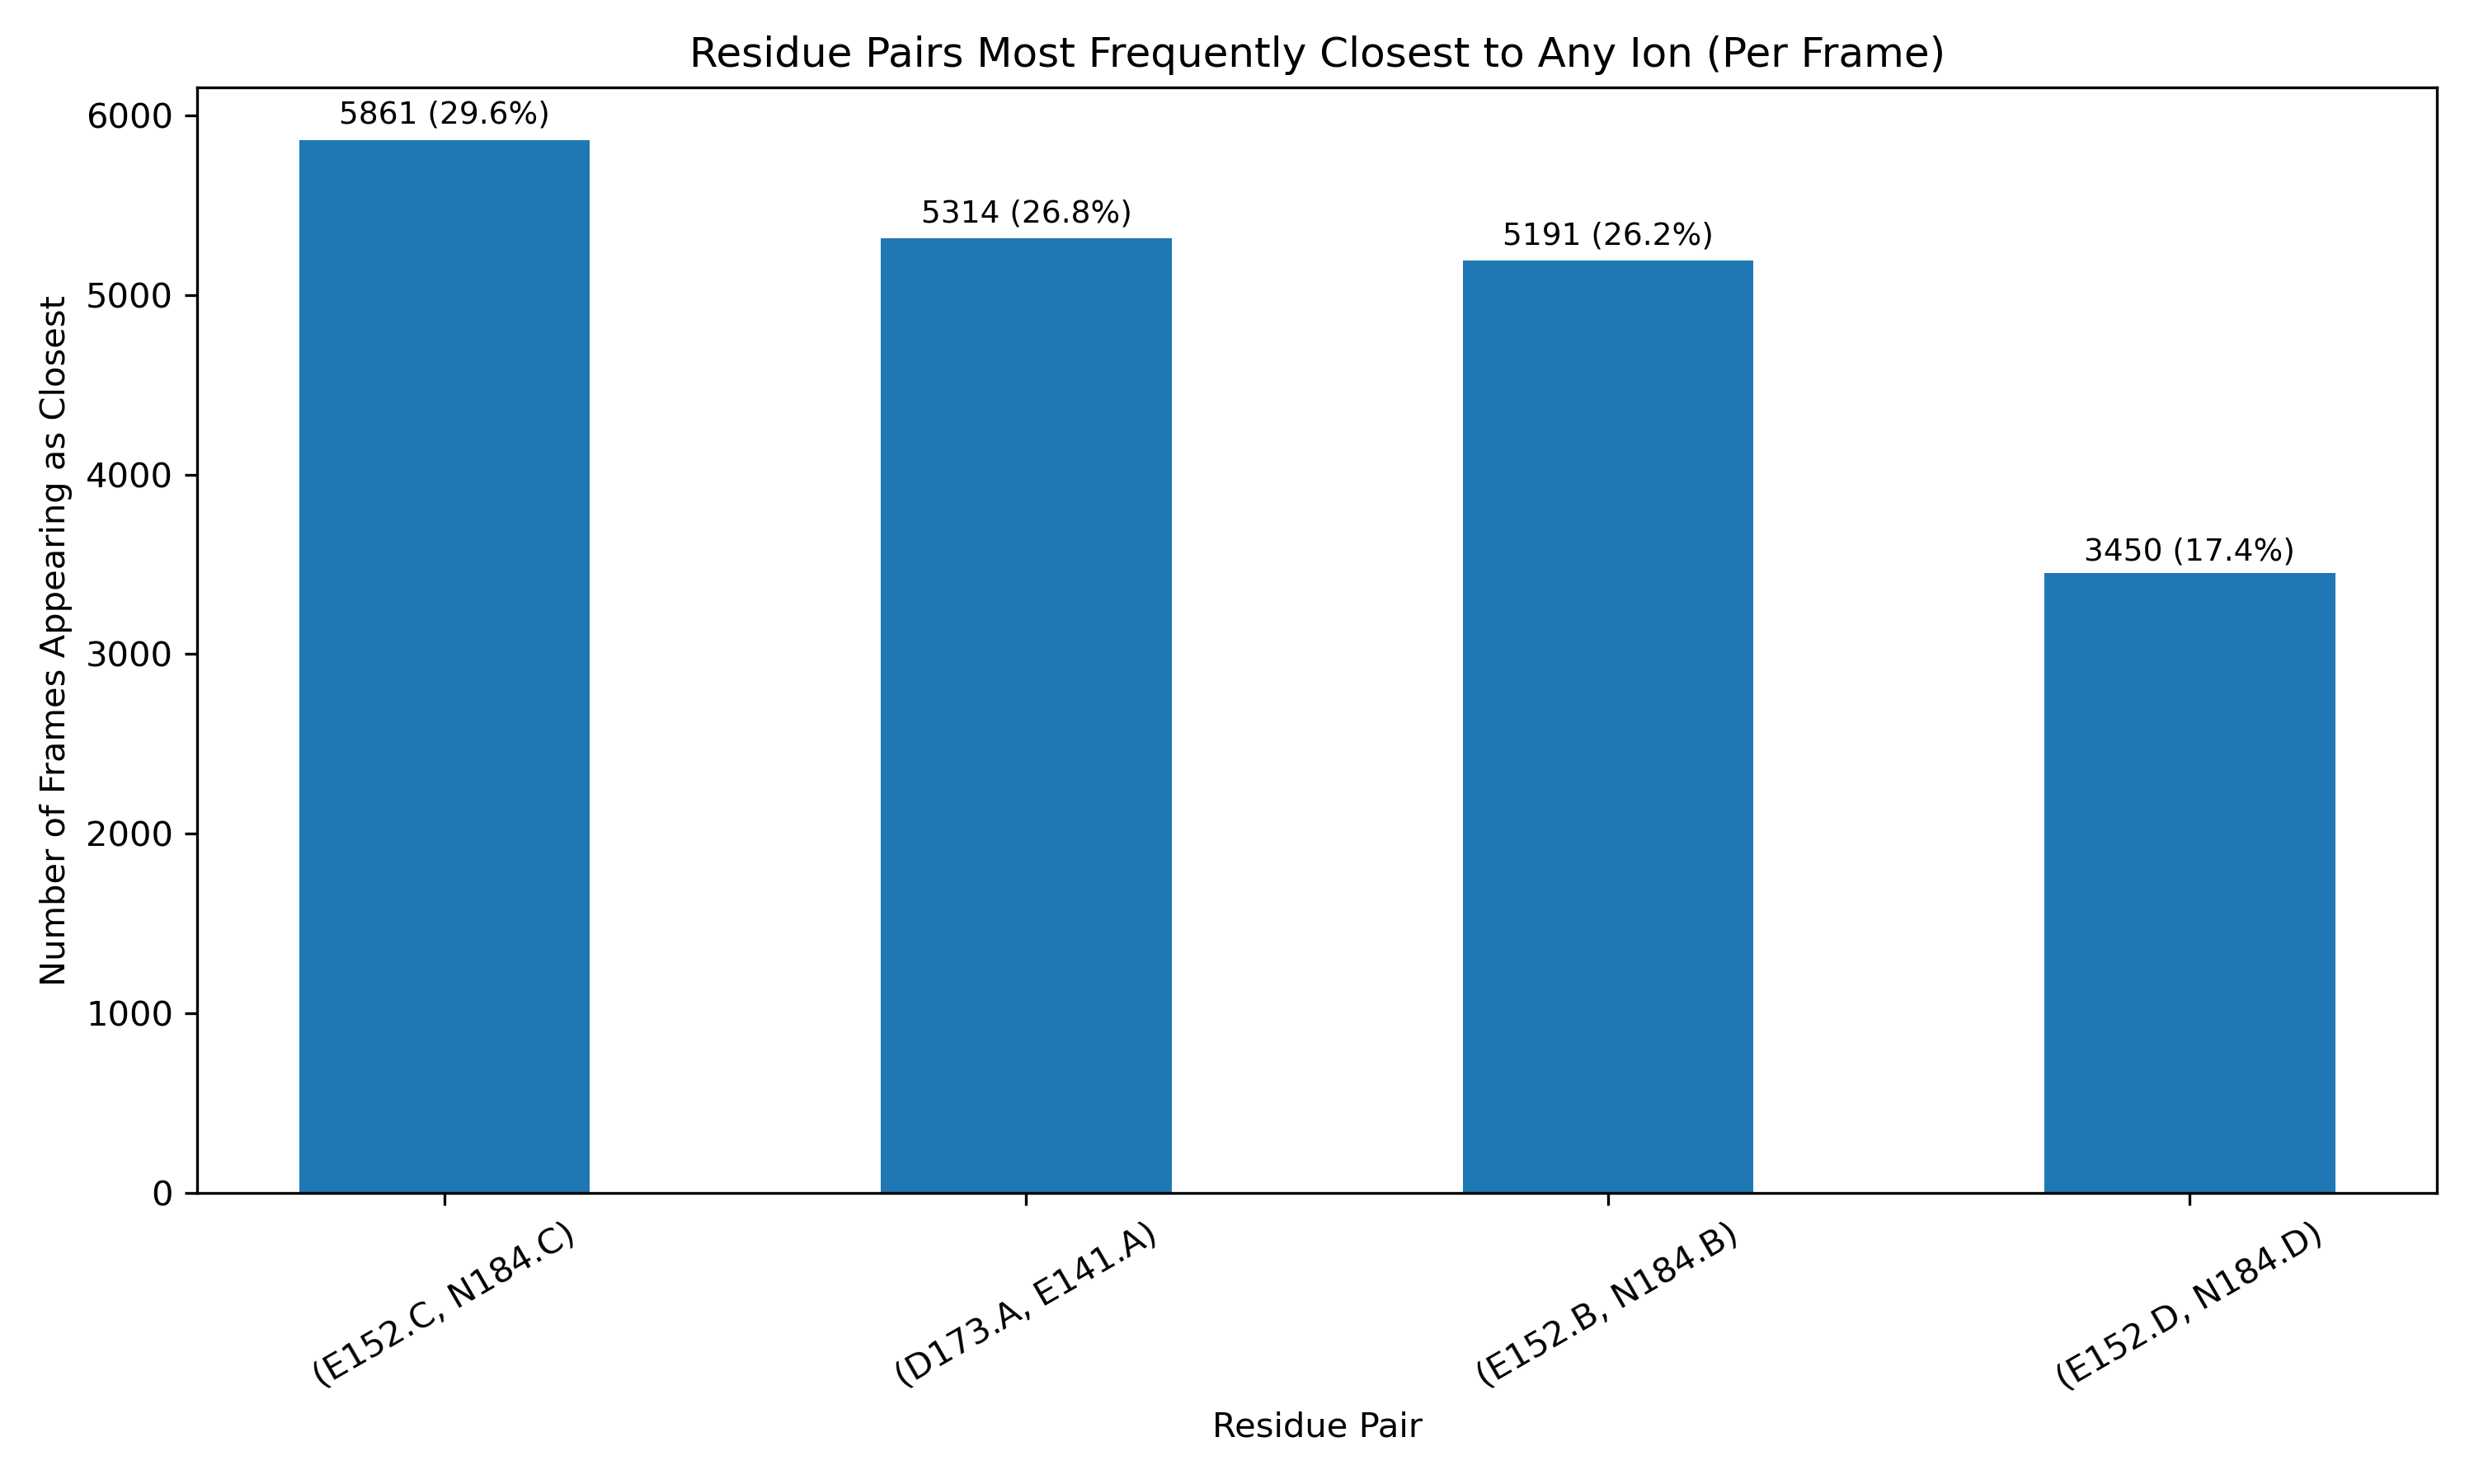 Residue Pairs Most Frequently Closest to Any Ion (Per Frame)
Number of Frames Appearing as Closest
6000
5000
4000
3000
2000
1000
0
5861 (29.6%)
5314 (26.8%)
5191 (26.2%)
3450 (17.4%)
(E152.C, N184.C)
(D173.A, E141.A)
(E152.B, N184.B)
(E152.D, N184.D)
Residue Pair